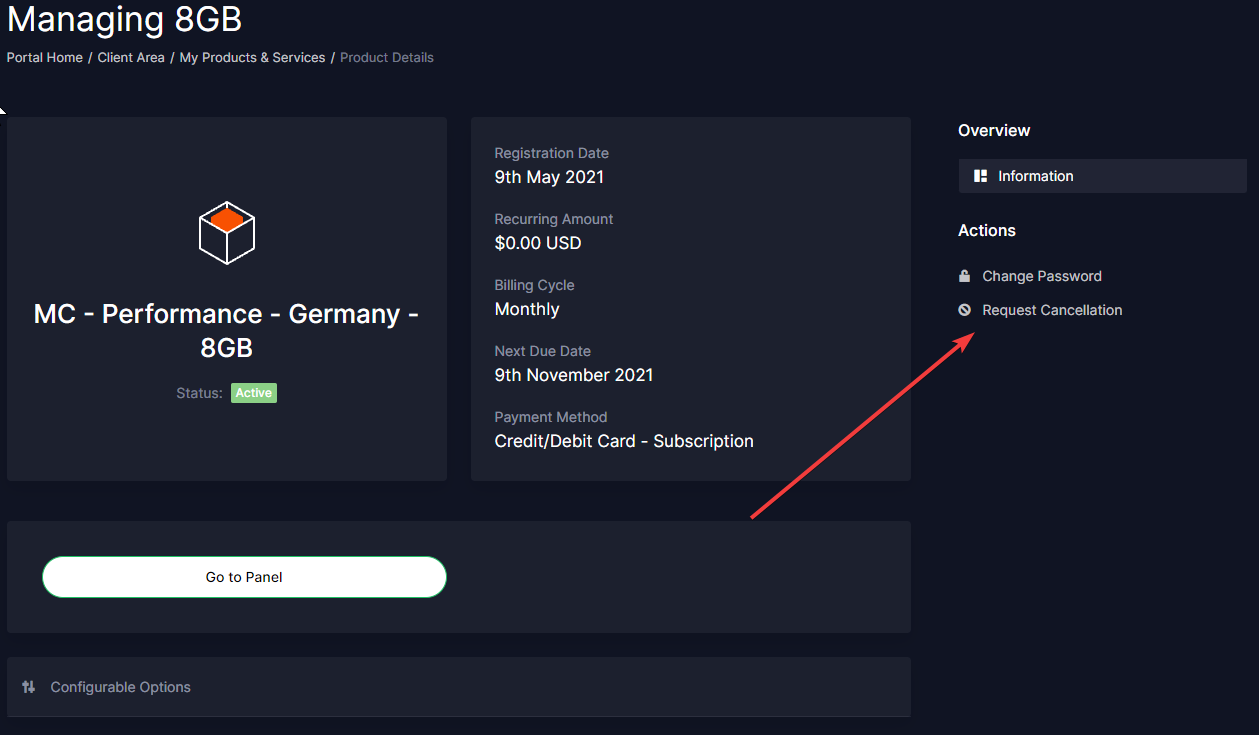 Managing 8GB
Portal Home / Client Area / My Products & Services / Product Details
MC - Performance - Germany -
8GB
Status: Active
Registration Date
9th May 2021
Recurring Amount
$0.00 USD
Billing Cycle
Monthly
Next Due Date
9th November 2021
Payment Method
Credit/Debit Card - Subscription
Overview
Information
Actions
Change Password
Request Cancellation
Go to Panel
Configurable Options